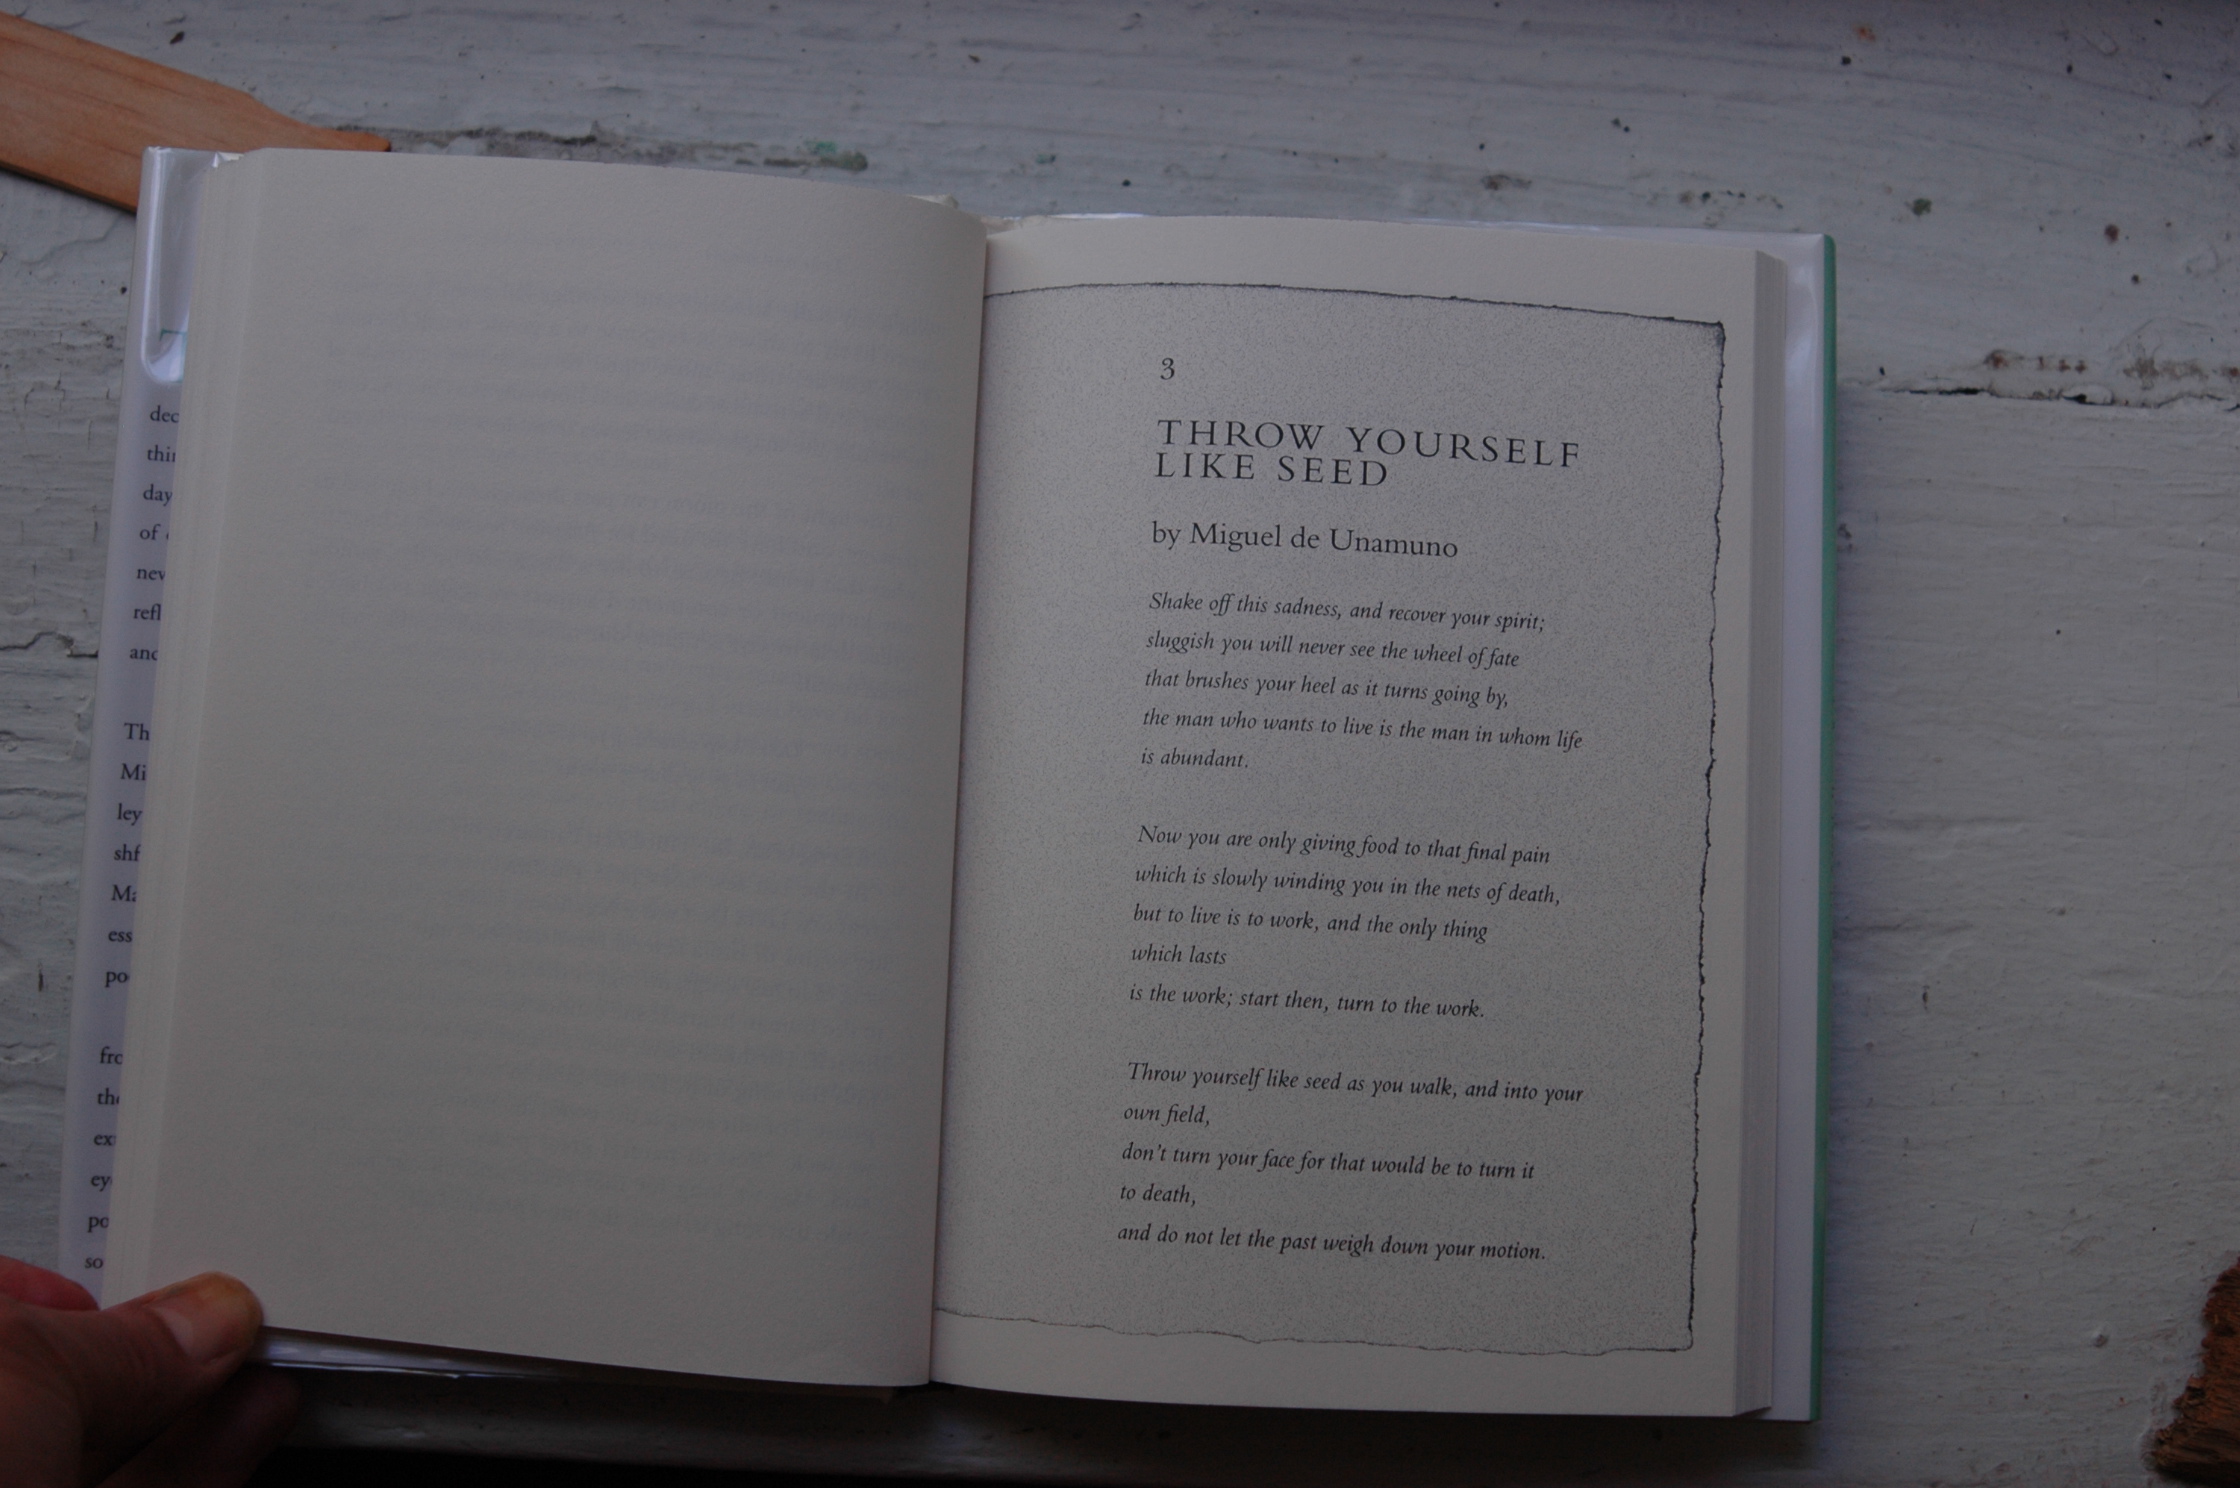 3
THROW YOURSELF
LIKE SEED
by Miguel de Unamuno
Shake off this sadness, and recover your spirit;
sluggish you will never see the wheel of fate
that brushes your heel as it turns going by,
the man who wants to live is the man in whom life
is abundant.
Now you are only giving food to that final pain
which is slowly winding you in the nets of death,
but to live is to work, and the only thing
which lasts
is the work; start then, turn to the work.
Throw yourself like seed as you walk, and into your
own field,
don't turn your face for that would be to turn it
to death,
and do not let the past weigh down your motion.
dec
thi
day
of
nev
refl
and
Th
Mi
ley
shf
Ma
ess
po
fro
the
ex
ey
po
so